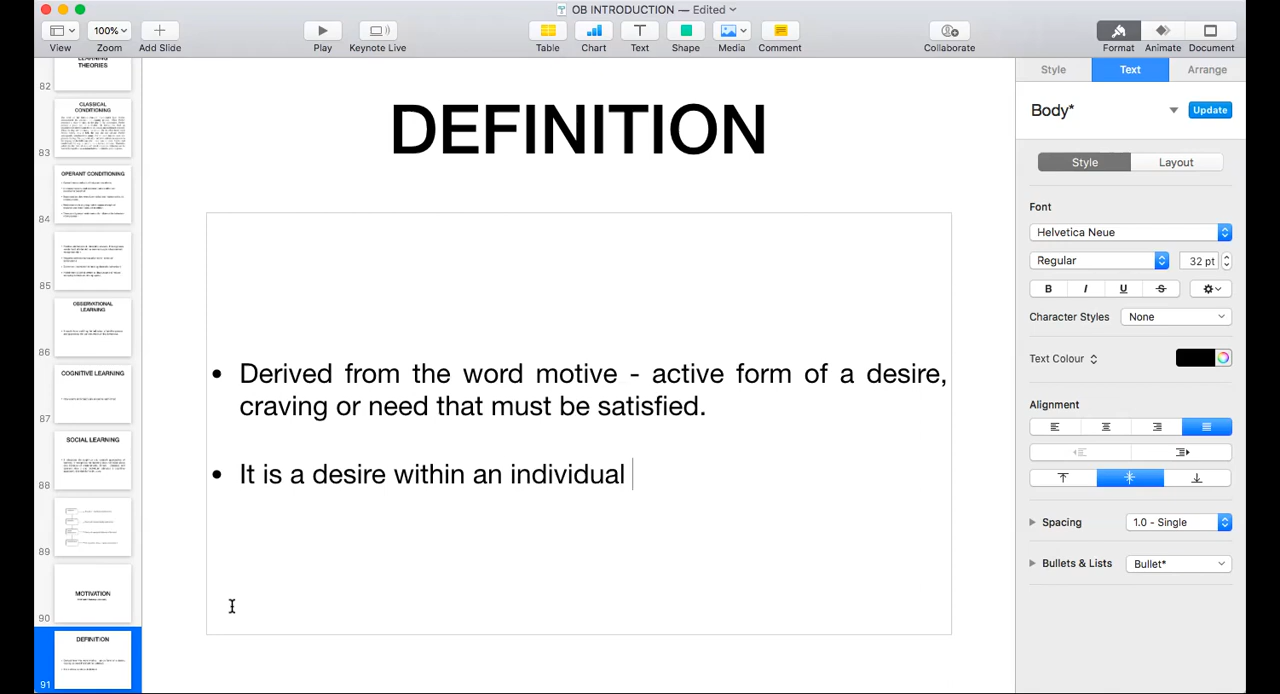 OB INTRODUCTION — Edited
100%
View
Zoom
Add Slide
Play
Keynote Live
Table
Chart
Text
Shape
Media
Comment
Collaborate
Format
Animate
Document
LEARNING
THEORIES
82
CLASSICAL
CONDITIONING
83
OPERANT CONDITIONING
84
85
OBSERVATIONAL
LEARNING
86
COGNITIVE LEARNING
87
SOCIAL LEARNING
88
89
MOTIVATION
90
DEFINITION
91
DEFINITION
• Derived from the word motive - active form of a desire,
craving or need that must be satisfied.
• It is a desire within an individual
Style
Text
Arrange
Body*
Update
Style
Layout
Font
Helvetica Neue
Regular
32 pt
B I U S
Character Styles
None
Text Colour
Alignment
Spacing
1.0 - Single
Bullets & Lists
Bullet*